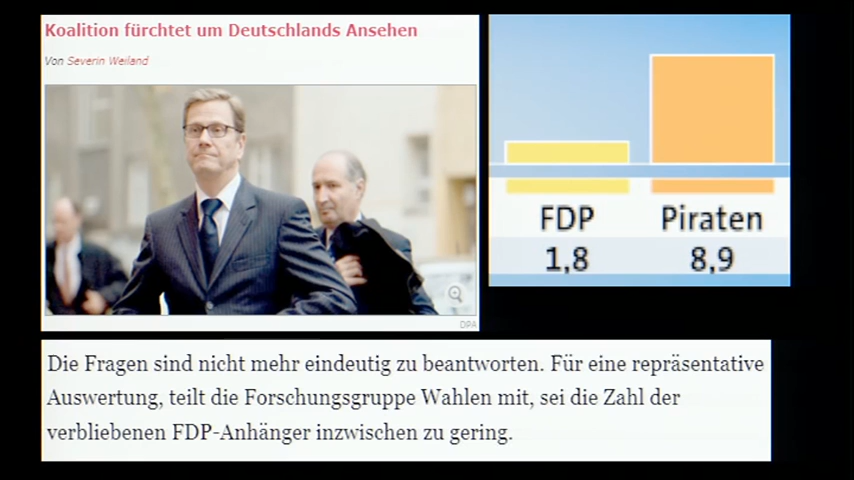 Koalition fürchtet um Deutschlands Ansehen
Von Severin Weiland
DPA
FDP Piraten
1,8 8,9
Die Fragen sind nicht mehr eindeutig zu beantworten. Für eine repräsentative
Auswertung, teilt die Forschungsgruppe Wahlen mit, sei die Zahl der
verbliebenen FDP-Anhänger inzwischen zu gering.